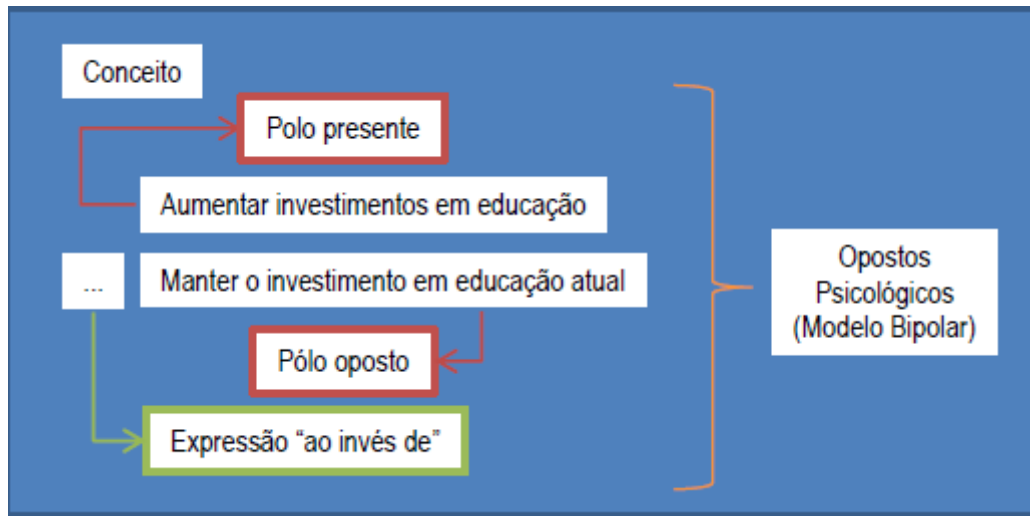 Conceito
Polo presente
Aumentar investimentos em educação
... Manter o investimento em educação atual
Pólo oposto
Expressão “ao invés de”
Opostos
Psicológicos
(Modelo Bipolar)